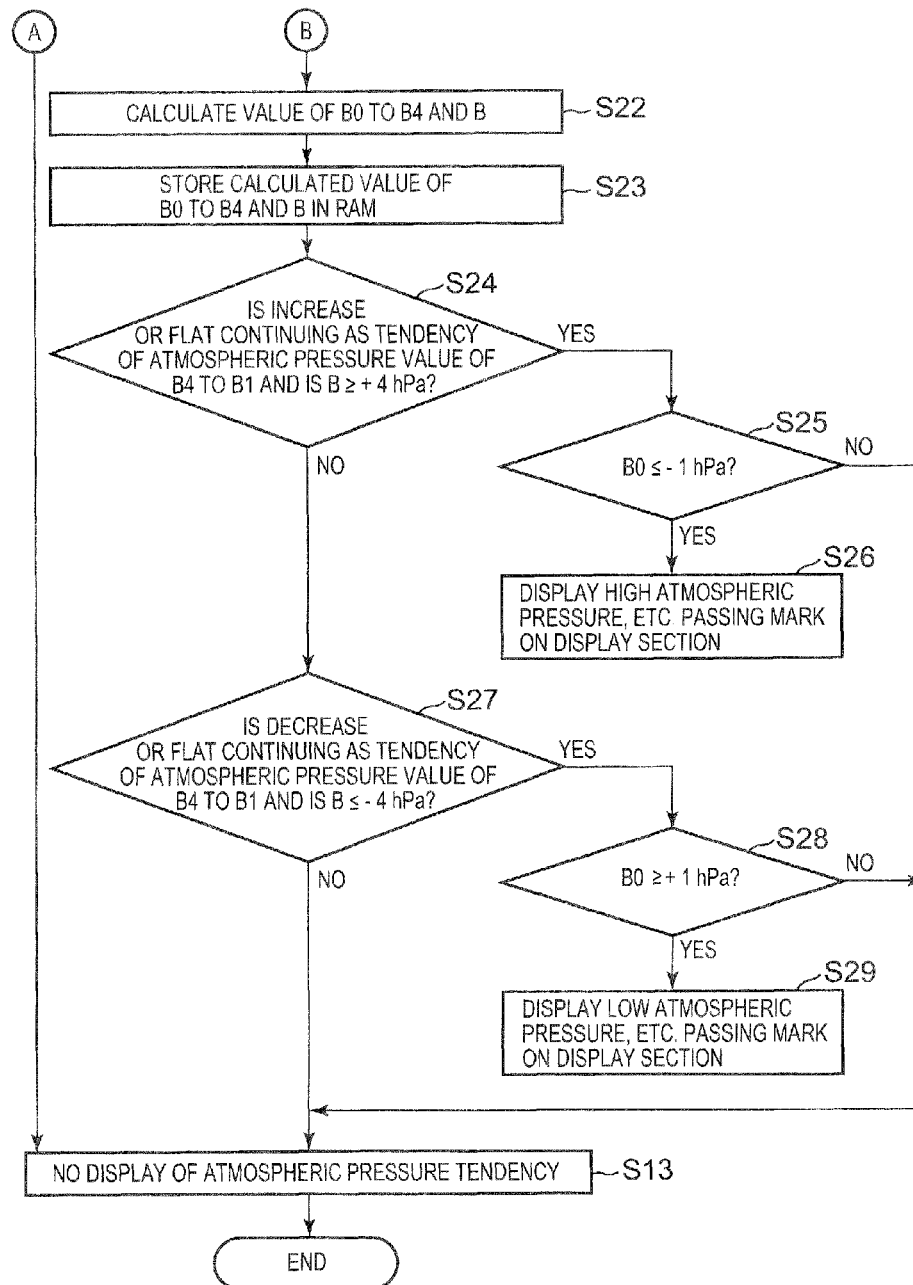 A
B
CALCULATE VALUE OF B0 TO B4 AND B
S22
STORE CALCULATED VALUE OF
B0 TO B4 AND B IN RAM
S23
S24
IS INCREASE
OR FLAT CONTINUING AS TENDENCY
OF ATMOSPHERIC PRESSURE VALUE OF
B4 TO B1 AND IS B ≥ + 4 hPa?
YES
NO
S25
B0 ≤ - 1 hPa?
NO
YES
S26
DISPLAY HIGH ATMOSPHERIC
PRESSURE, ETC. PASSING MARK
ON DISPLAY SECTION
S27
IS DECREASE
OR FLAT CONTINUING AS TENDENCY
OF ATMOSPHERIC PRESSURE VALUE OF
B4 TO B1 AND IS B ≤ - 4 hPa?
YES
NO
S28
B0 ≥ + 1 hPa?
NO
YES
S29
DISPLAY LOW ATMOSPHERIC
PRESSURE, ETC. PASSING MARK
ON DISPLAY SECTION
NO DISPLAY OF ATMOSPHERIC PRESSURE TENDENCY
S13
END